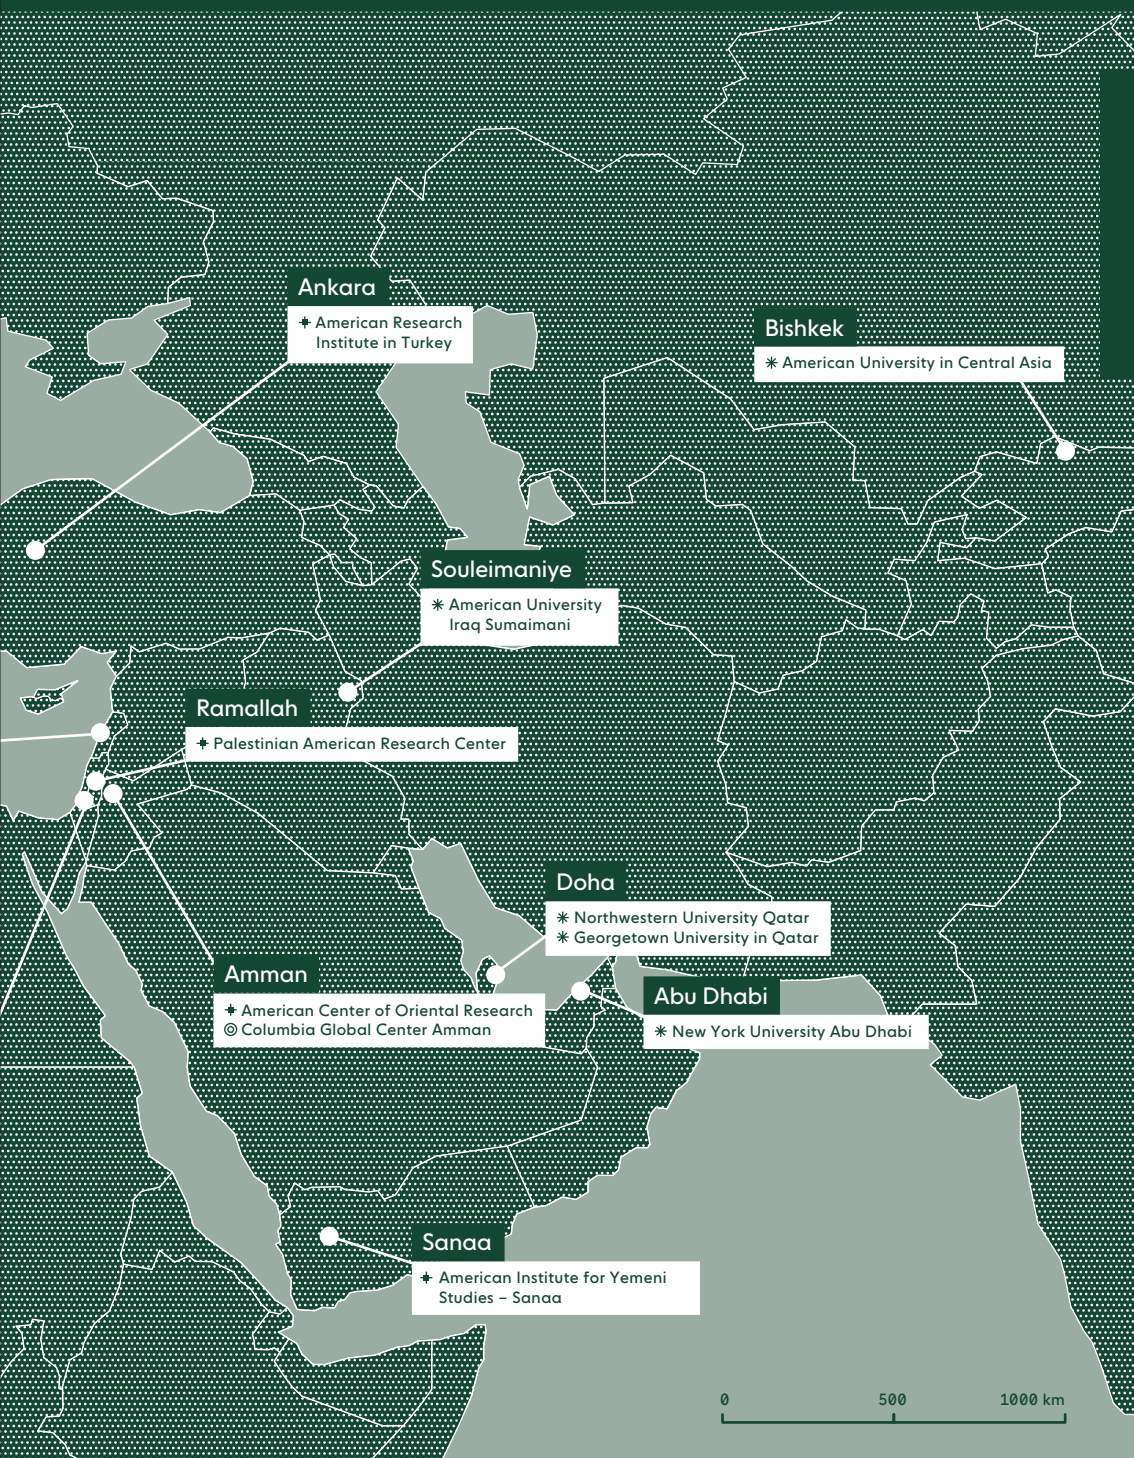 Ankara
American Research
Institute in Turkey
Bishkek
American University in Central Asia
Souleimaniye
American University
Iraq Sumaimani
Ramallah
Palestinian American Research Center
Doha
Northwestern University Qatar
Georgetown University in Qatar
Amman
American Center of Oriental Research
Columbia Global Center Amman
Abu Dhabi
New York University Abu Dhabi
Sanaa
American Institute for Yemeni
Studies – Sanaa
0 500 1000 km